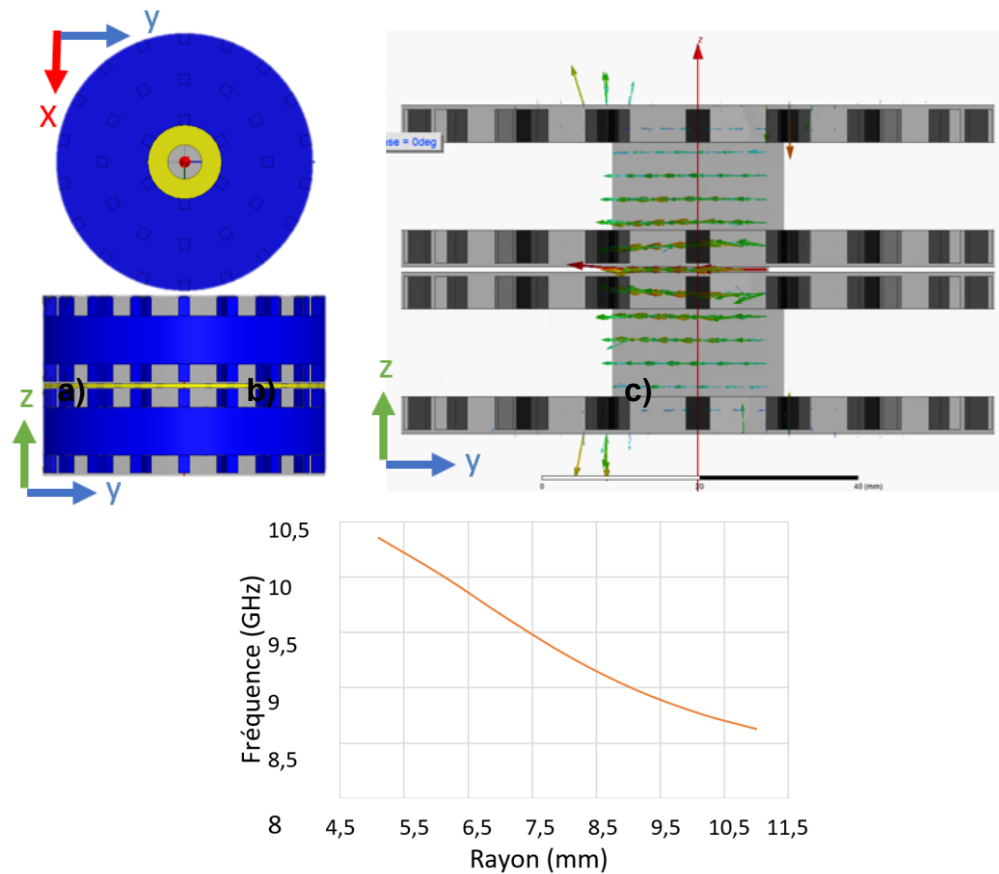 y
X
z
y
a)
b)
z
ase = 0deg
z
y
c)
0
20
40 (mm)
10,5
10
9,5
9
8,5
8
Fréquence (GHz)
4,5 5,5 6,5 7,5 8,5 9,5 10,5 11,5
Rayon (mm)